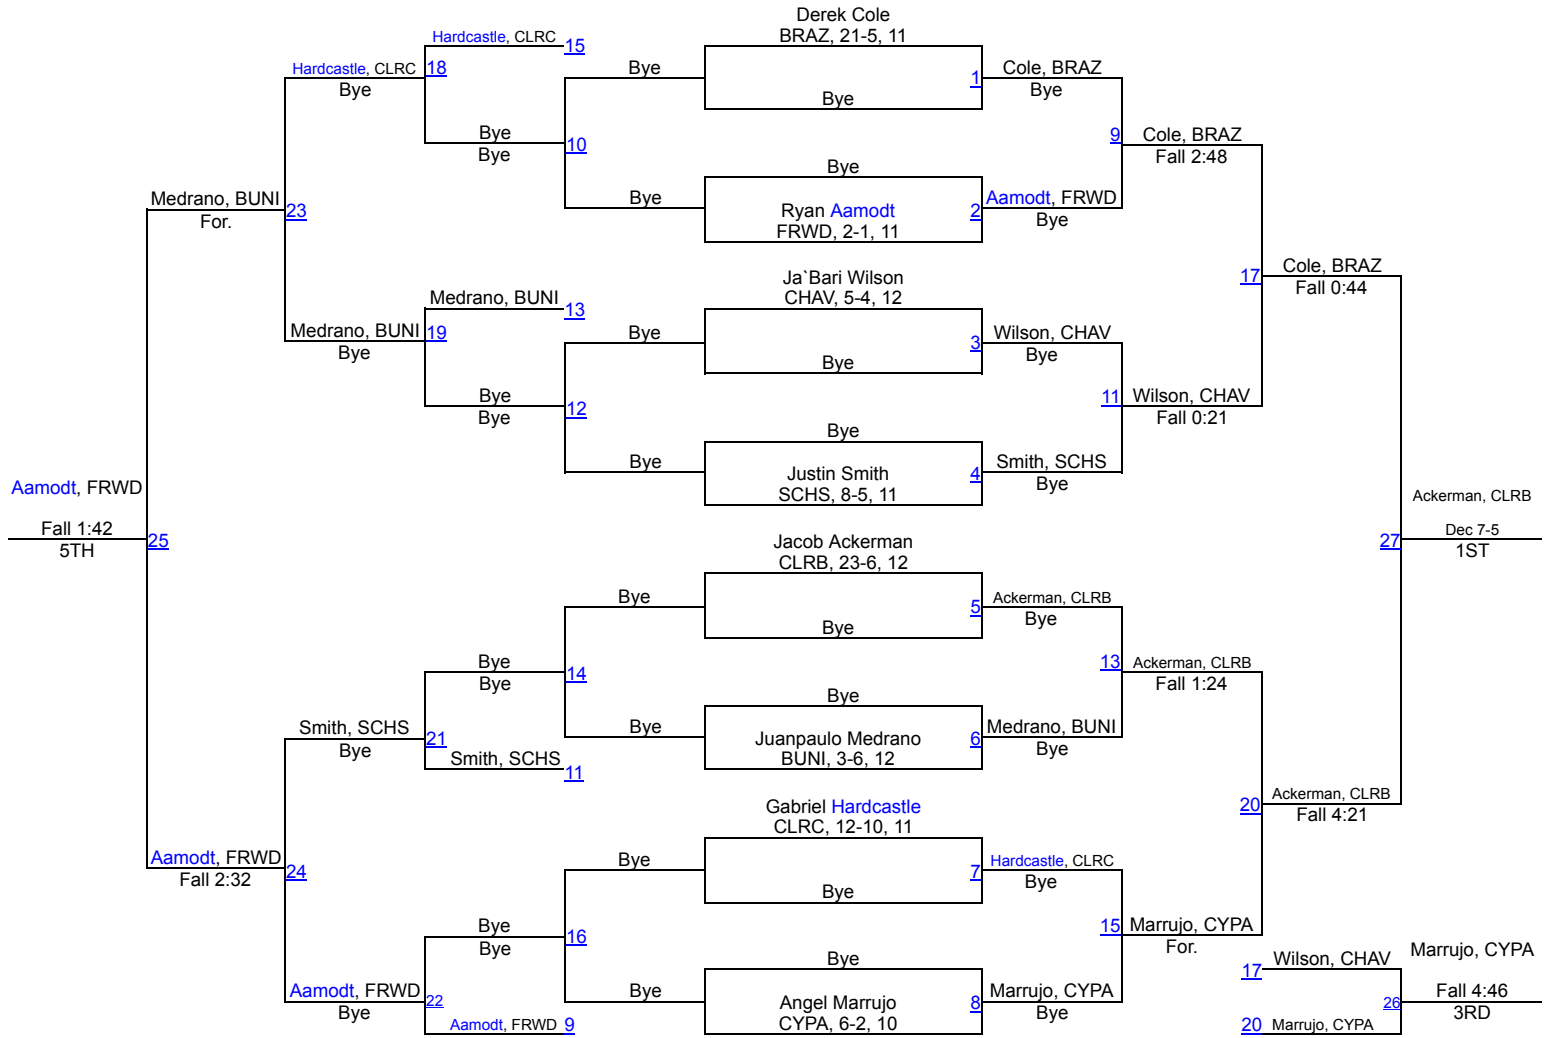 Derek Cole
BRAZ, 21-5, 11
Hardcastle, CLRC
15
Hardcastle, CLRC
18
Bye
Bye
1
Cole, BRAZ
Bye
Bye
Bye
Bye
10
9
Cole, BRAZ
Fall 2:48
Bye
Medrano, BUNI
23
For.
Bye
Ryan Aamodt
FRWD, 2-1, 11
2
Aamodt, FRWD
Bye
Ja`Bari Wilson
CHAV, 5-4, 12
17
Cole, BRAZ
Fall 0:44
Medrano, BUNI
13
Medrano, BUNI
19
Bye
Bye
3
Wilson, CHAV
Bye
Bye
Bye
Bye
12
11
Wilson, CHAV
Fall 0:21
Bye
Bye
Justin Smith
SCHS, 8-5, 11
4
Smith, SCHS
Bye
Aamodt, FRWD
Fall 1:42
5TH
25
Ackerman, CLRB
Dec 7-5
1ST
27
Jacob Ackerman
CLRB, 23-6, 12
Bye
5
Ackerman, CLRB
Bye
Bye
Bye
Bye
14
13
Ackerman, CLRB
Fall 1:24
Bye
Smith, SCHS
21
Bye
Smith, SCHS
11
Bye
Juanpaulo Medrano
BUNI, 3-6, 12
6
Medrano, BUNI
Bye
Gabriel Hardcastle
CLRC, 12-10, 11
20
Ackerman, CLRB
Fall 4:21
Aamodt, FRWD
24
Fall 2:32
Bye
7
Hardcastle, CLRC
Bye
Bye
Bye
Bye
16
15
Marrujo, CYPA
For.
Bye
Aamodt, FRWD
22
Bye
Aamodt, FRWD
9
Bye
Angel Marrujo
CYPA, 6-2, 10
8
Marrujo, CYPA
Bye
17
Wilson, CHAV
Marrujo, CYPA
26
Fall 4:46
3RD
20
Marrujo, CYPA